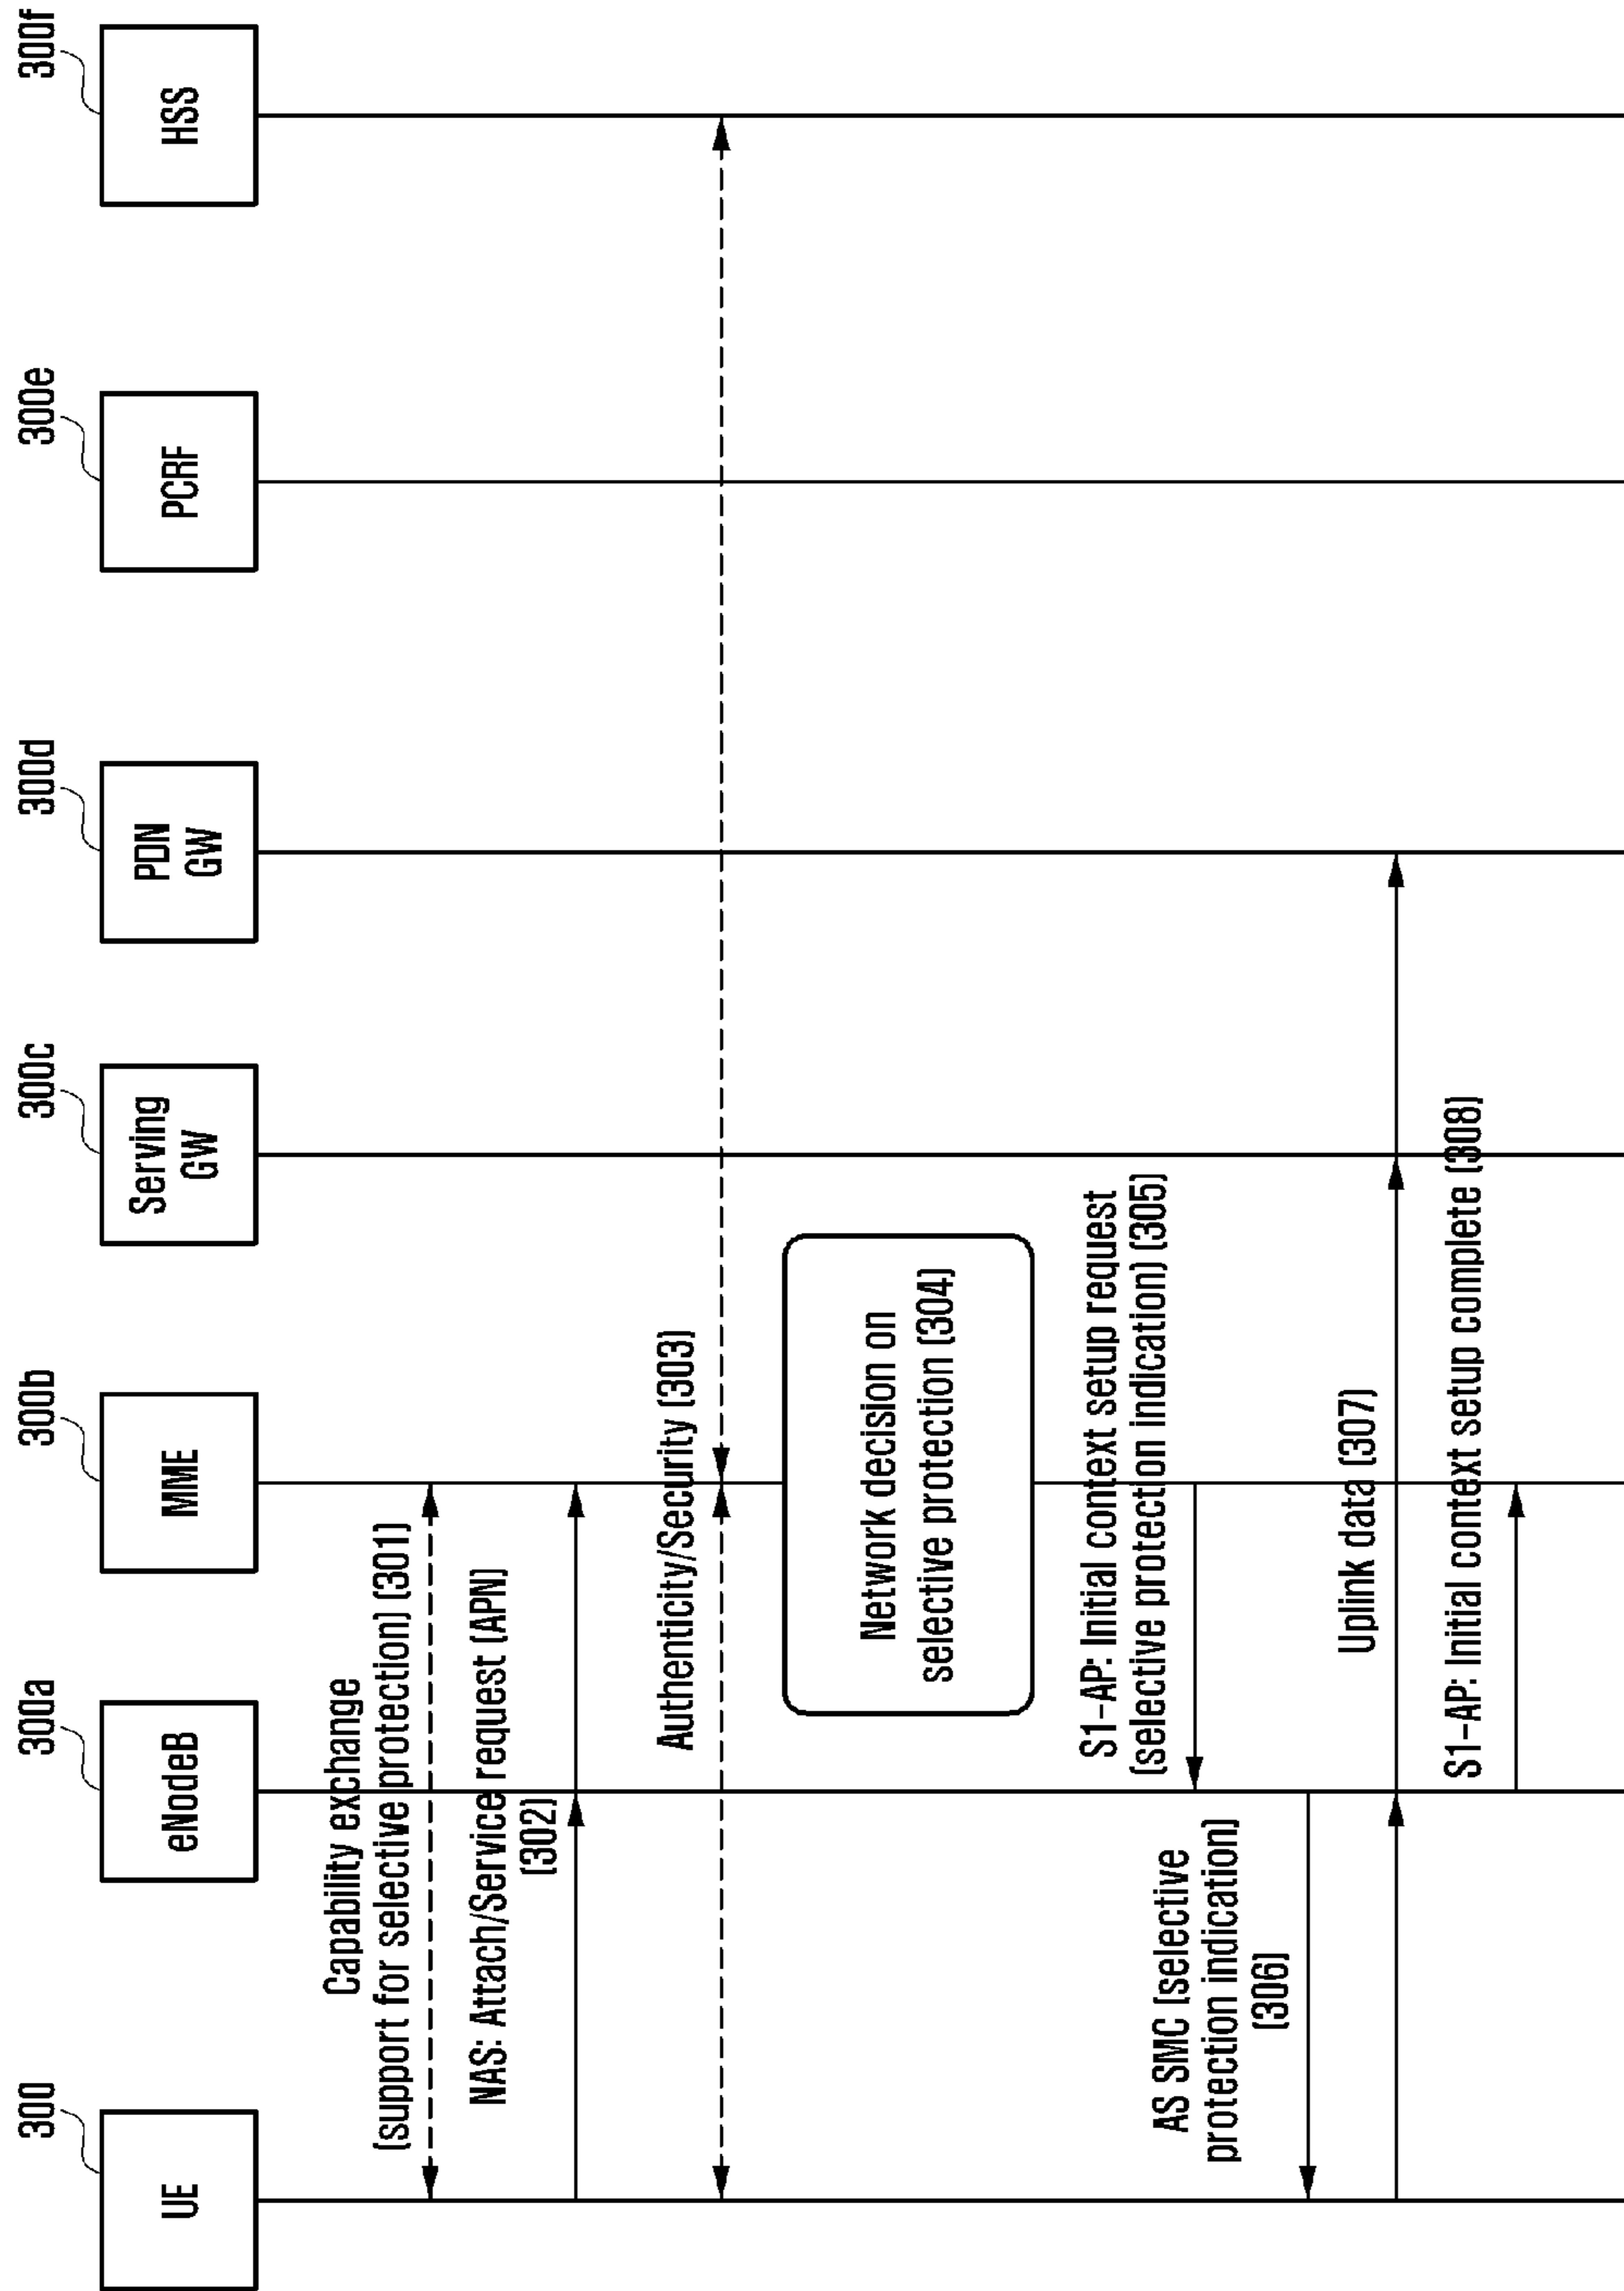 300
300a
300b
300c
300d
300e
300f
UE
eNodeB
MME
Serving
GW
PDN
GW
PCRF
HSS
Capability exchange
(support for selective protection) (301)
NAS: Attach/Service request (APN)
(302)
Authenticity/Security (303)
Network decision on
selective protection (304)
S1-AP: Initial context setup request
(selective protection indication) (305)
AS SMC (selective
protection indication)
(306)
Uplink data (307)
S1-AP: Initial context setup complete (308)